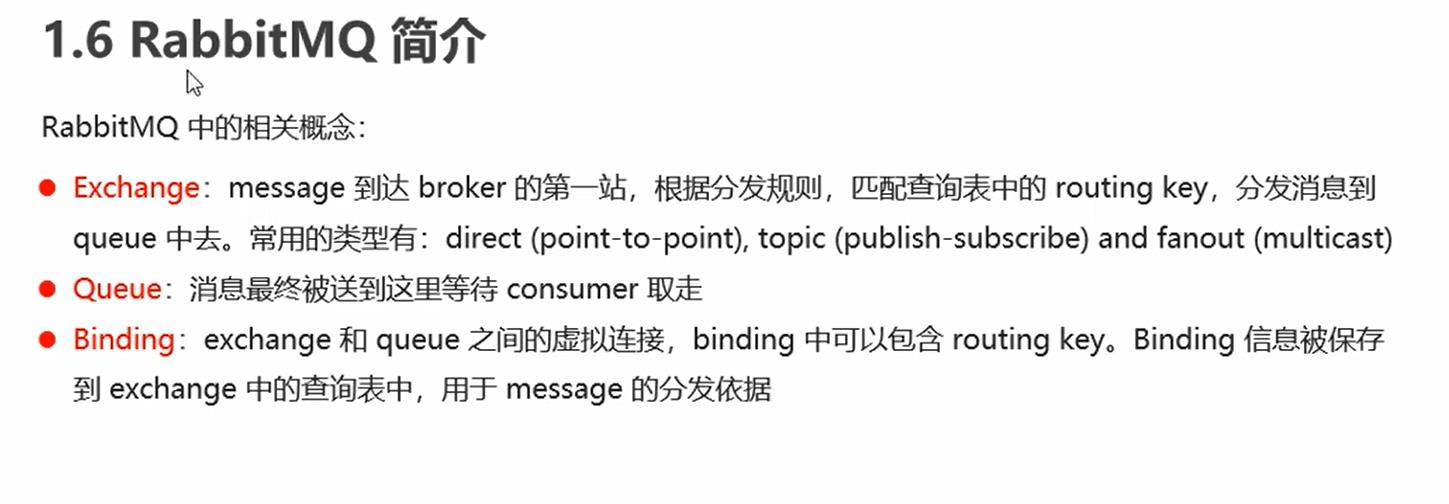 1.6 RabbitMQ 简介
RabbitMQ 中的相关概念：
● Exchange：message 到达 broker 的第一站，根据分发规则，匹配查询表中的 routing key，分发消息到
queue 中去。常用的类型有：direct (point-to-point), topic (publish-subscribe) and fanout (multicast)
● Queue：消息最终被送到这里等待 consumer 取走
● Binding：exchange 和 queue 之间的虚拟连接，binding 中可以包含 routing key。Binding 信息被保存
到 exchange 中的查询表中，用于 message 的分发依据